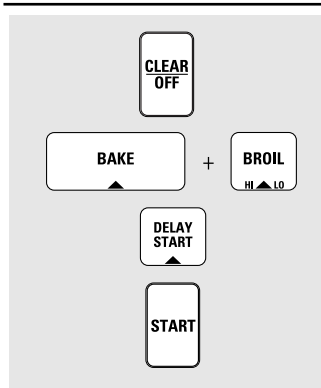 CLEAR
OFF
BAKE + BROIL
HI LO
DELAY
START
START